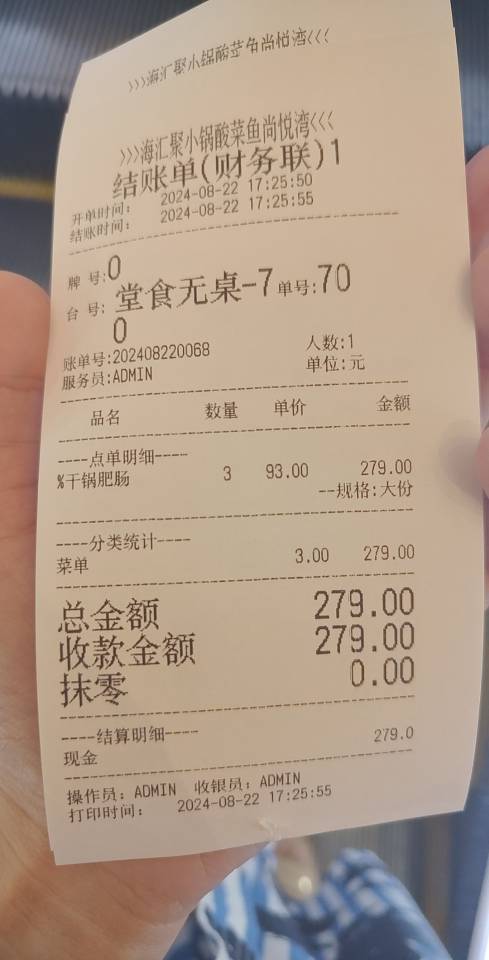 >>>海汇聚小锅酸菜鱼尚悦湾<<<
>>>海汇聚小锅酸菜鱼尚悦湾<<<
结账单(财务联)1
开单时间: 2024-08-22 17:25:50
结账时间: 2024-08-22 17:25:55
牌 号:0
台 号: 堂食无桌-7 单号:70
0
账单号:202408220068 人数:1
服务员:ADMIN 单位:元
品名 数量 单价 金额
----点单明细----
%干锅肥肠 3 93.00 279.00
--规格:大份
----分类统计----
菜单 3.00 279.00
总金额 279.00
收款金额 279.00
抹零 0.00
----结算明细----
现金 279.0
操作员: ADMIN 收银员: ADMIN
打印时间: 2024-08-22 17:25:55